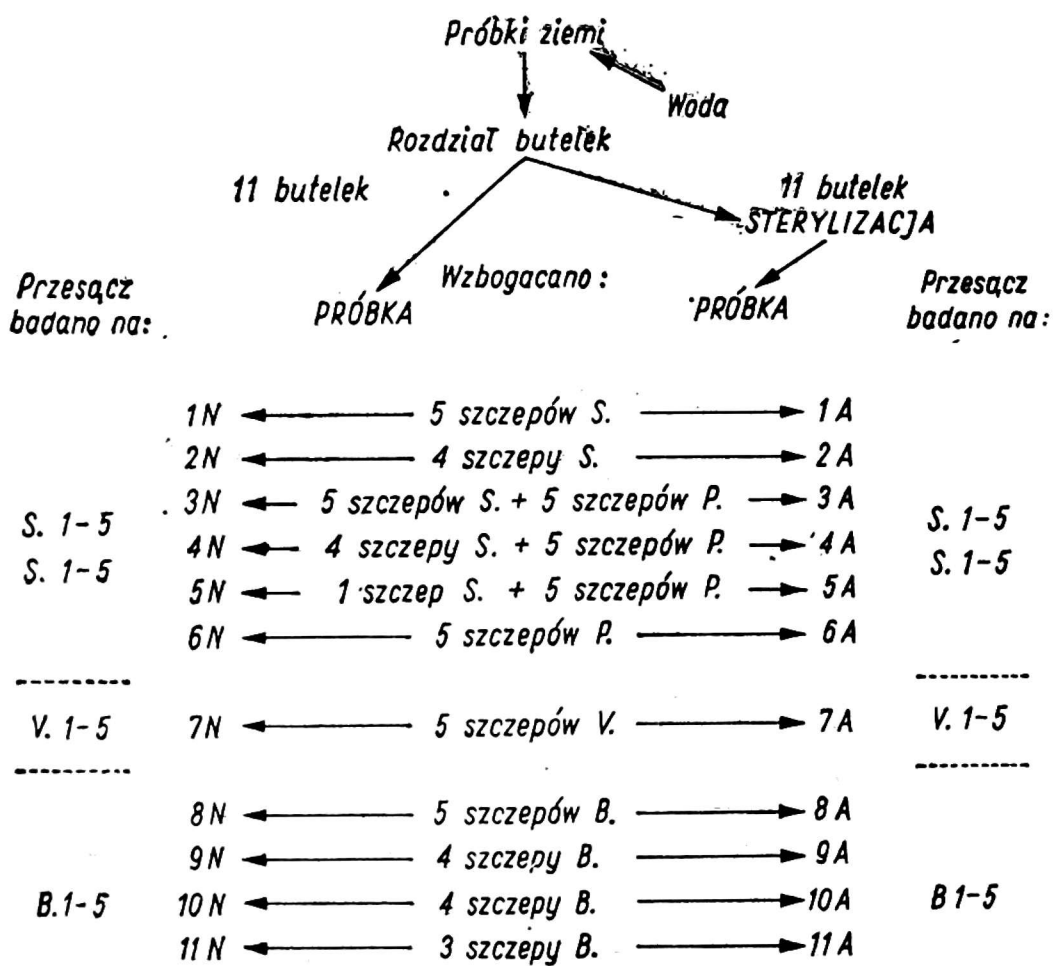 Próbki ziemi
Woda
Rozdział butelek
11 butelek
11 butelek
STERYLIZACJA
Wzbogacano:
Przesącz
badano na:
PRÓBKA
PRÓBKA
Przesącz
badano na:
1N 5 szczepów S. 1A
2N 4 szczepy S. 2A
3N 5 szczepów S. + 5 szczepów P. 3A
S. 1-5 S. 1-5
4N 4 szczepy S. + 5 szczepów P. 4A
S. 1-5 S. 1-5
5N 1 szczep S. + 5 szczepów P. 5A
6N 5 szczepów P. 6A
V. 1-5 7N 5 szczepów V. 7A V. 1-5
8N 5 szczepów B. 8A
9N 4 szczepy B. 9A
B. 1-5 10N 4 szczepy B. 10A B 1-5
11N 3 szczepy B. 11A